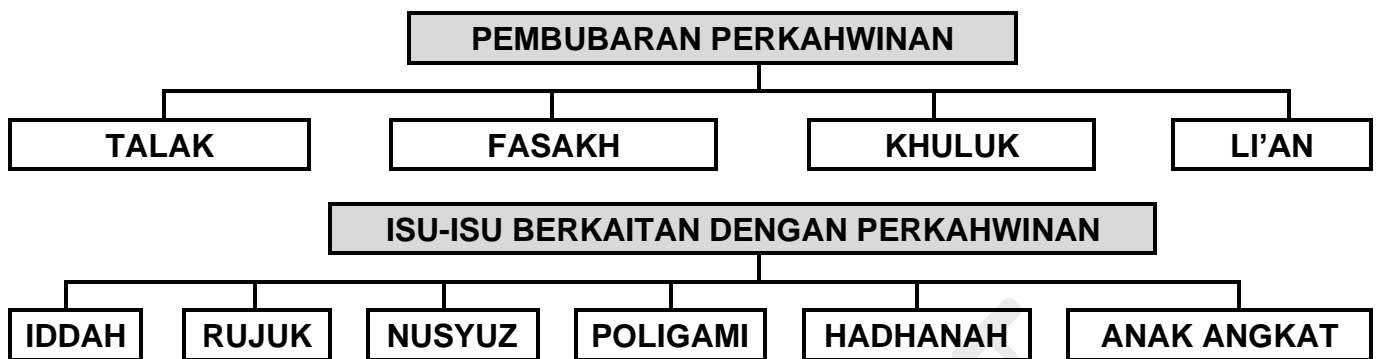 PEMBUBARAN PERKAHWINAN
TALAK FASAKH KHULUK LI’AN
ISU-ISU BERKAITAN DENGAN PERKAHWINAN
IDDAH RUJUK NUSYUZ POLIGAMI HADHANAH ANAK ANGKAT